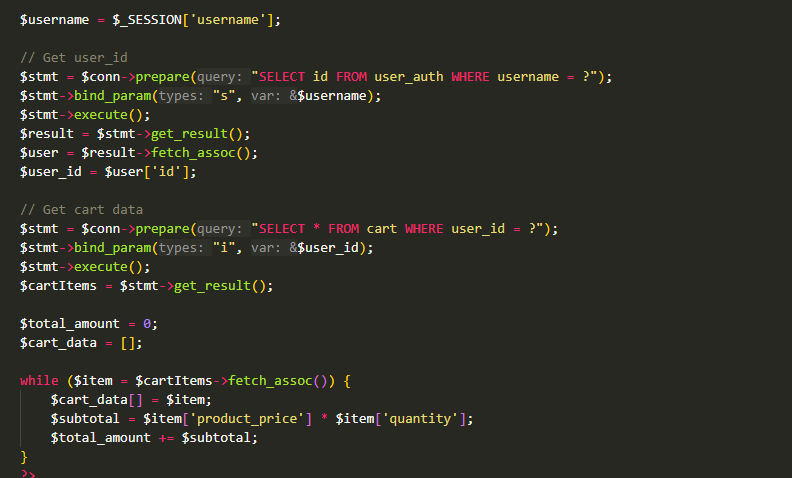 $username = $_SESSION['username'];
// Get user_id
$stmt = $conn->prepare(query: "SELECT id FROM user_auth WHERE username = ?");
$stmt->bind_param(types: "s", var: &$username);
$stmt->execute();
$result = $stmt->get_result();
$user = $result->fetch_assoc();
$user_id = $user['id'];
// Get cart data
$stmt = $conn->prepare(query: "SELECT * FROM cart WHERE user_id = ?");
$stmt->bind_param(types: "i", var: &$user_id);
$stmt->execute();
$cartItems = $stmt->get_result();
$total_amount = 0;
$cart_data = [];
while ($item = $cartItems->fetch_assoc()) {
    $cart_data[] = $item;
    $subtotal = $item['product_price'] * $item['quantity'];
    $total_amount += $subtotal;
}
?>